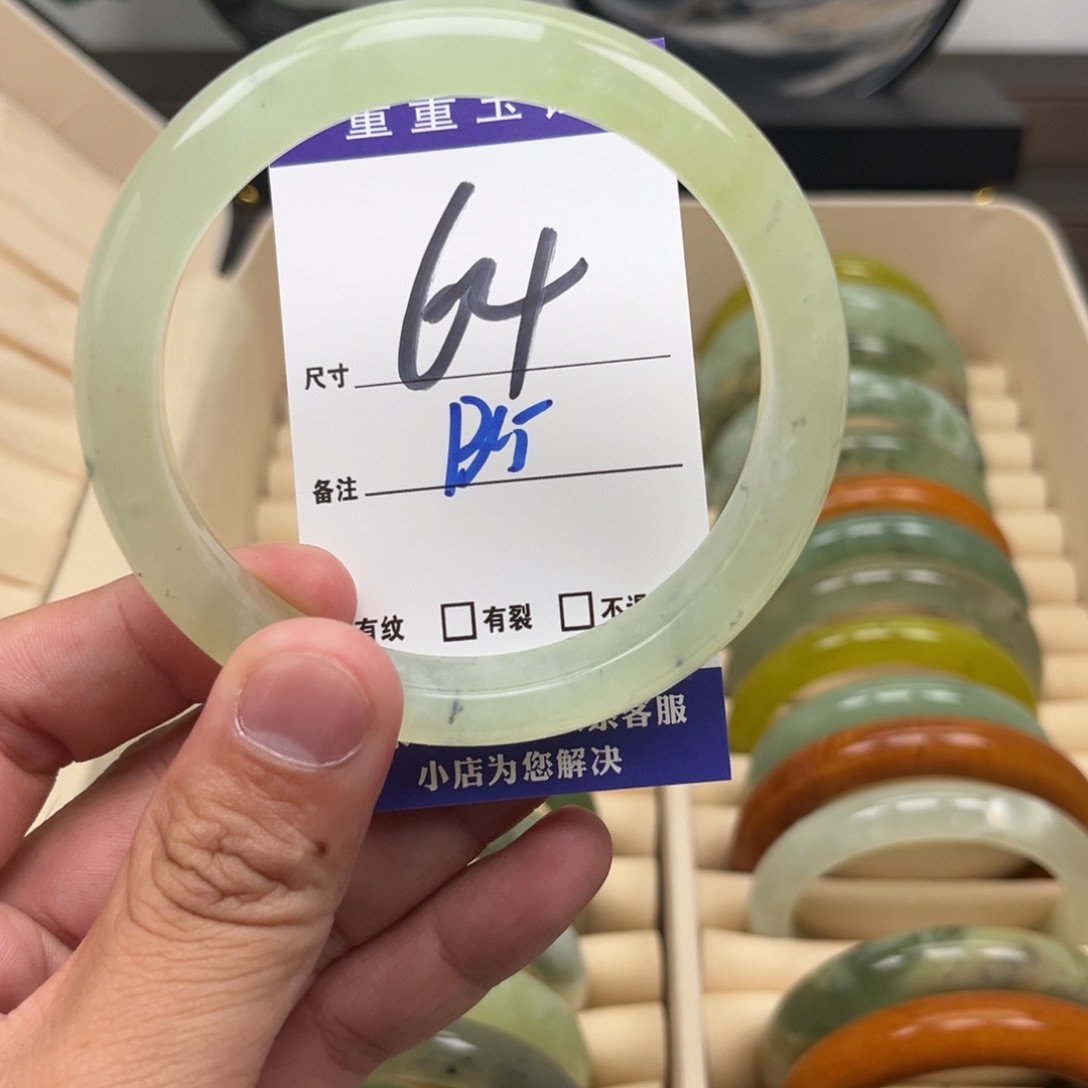 重重玉
64
尺寸
备注
有纹 有裂 不
客服
小店为您解决